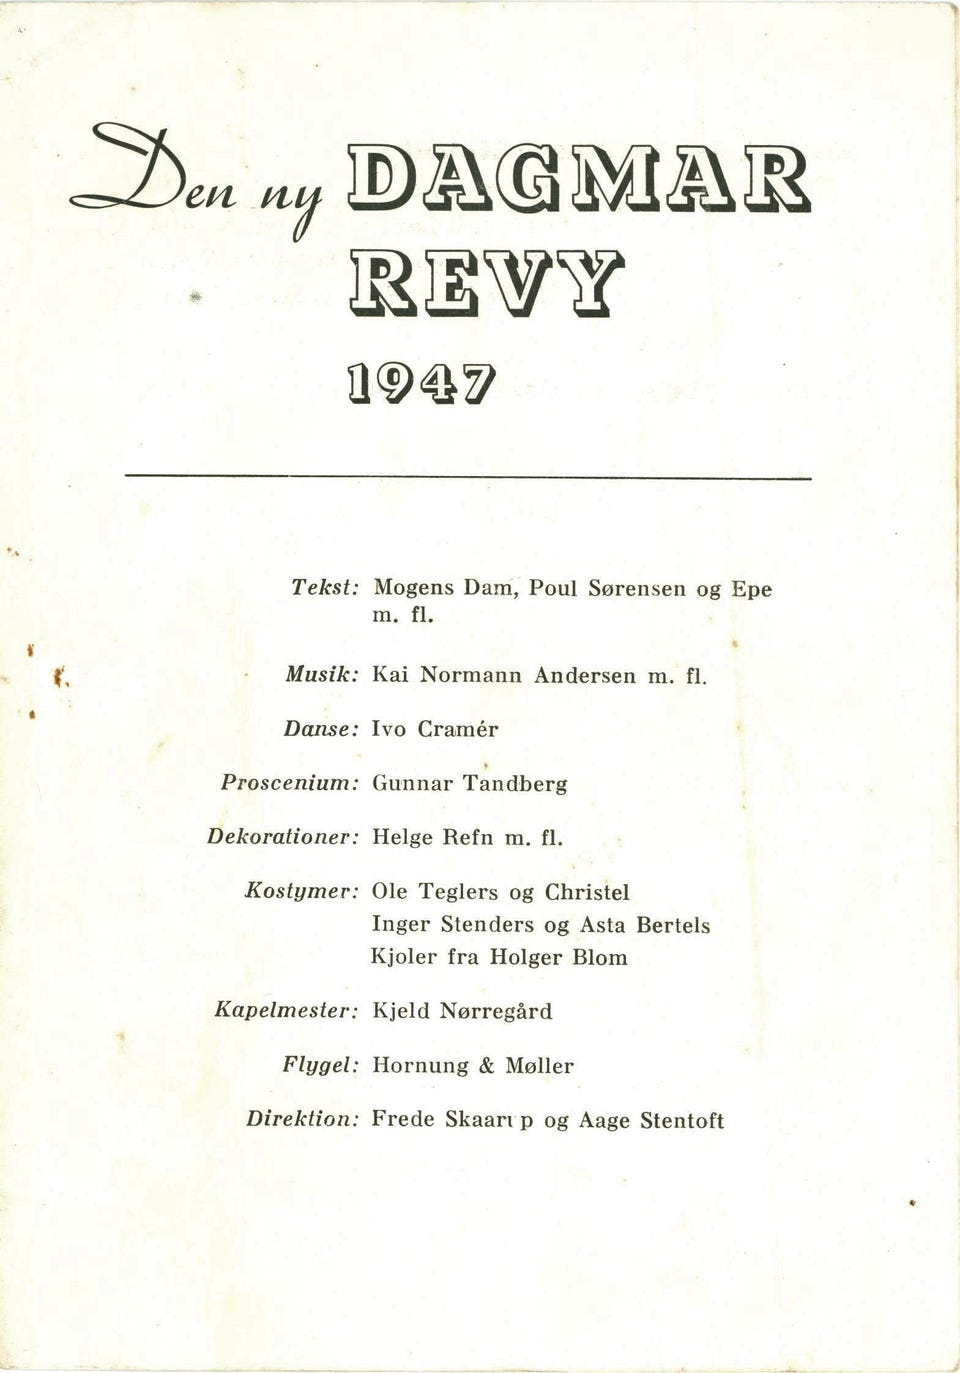 Den ny DAGMAR
REVY
1947
Tekst: Mogens Dam, Poul Sørensen og Epe
m. fl.
Musik: Kai Normann Andersen m. fl.
Danse: Ivo Cramér
Proscenium: Gunnar Tandberg
Dekorationer: Helge Refn m. fl.
Kostymer: Ole Teglers og Christel
Inger Stenders og Asta Bertels
Kjoler fra Holger Blom
Kapelmester: Kjeld Nørregård
Flygel: Hornung & Møller
Direktion: Frede Skaarup og Aage Stentoft